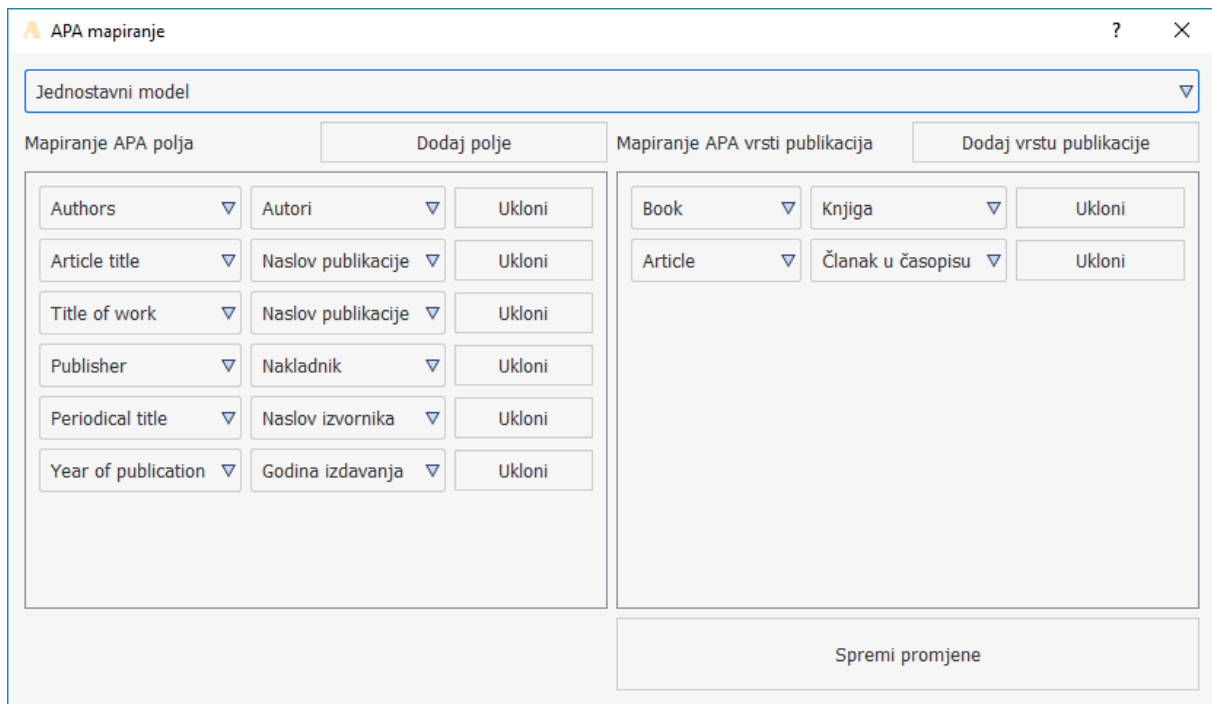 APA mapiranje
?
Jednostavni model
Mapiranje APA polja
Dodaj polje
Mapiranje APA vrsti publikacija
Dodaj vrstu publikacije
Authors Autori Ukloni
Article title Naslov publikacije Ukloni
Title of work Naslov publikacije Ukloni
Publisher Nakladnik Ukloni
Periodical title Naslov izvornika Ukloni
Year of publication Godina izdavanja Ukloni
Book Knjiga Ukloni
Article Članak u časopisu Ukloni
Spremi promjene